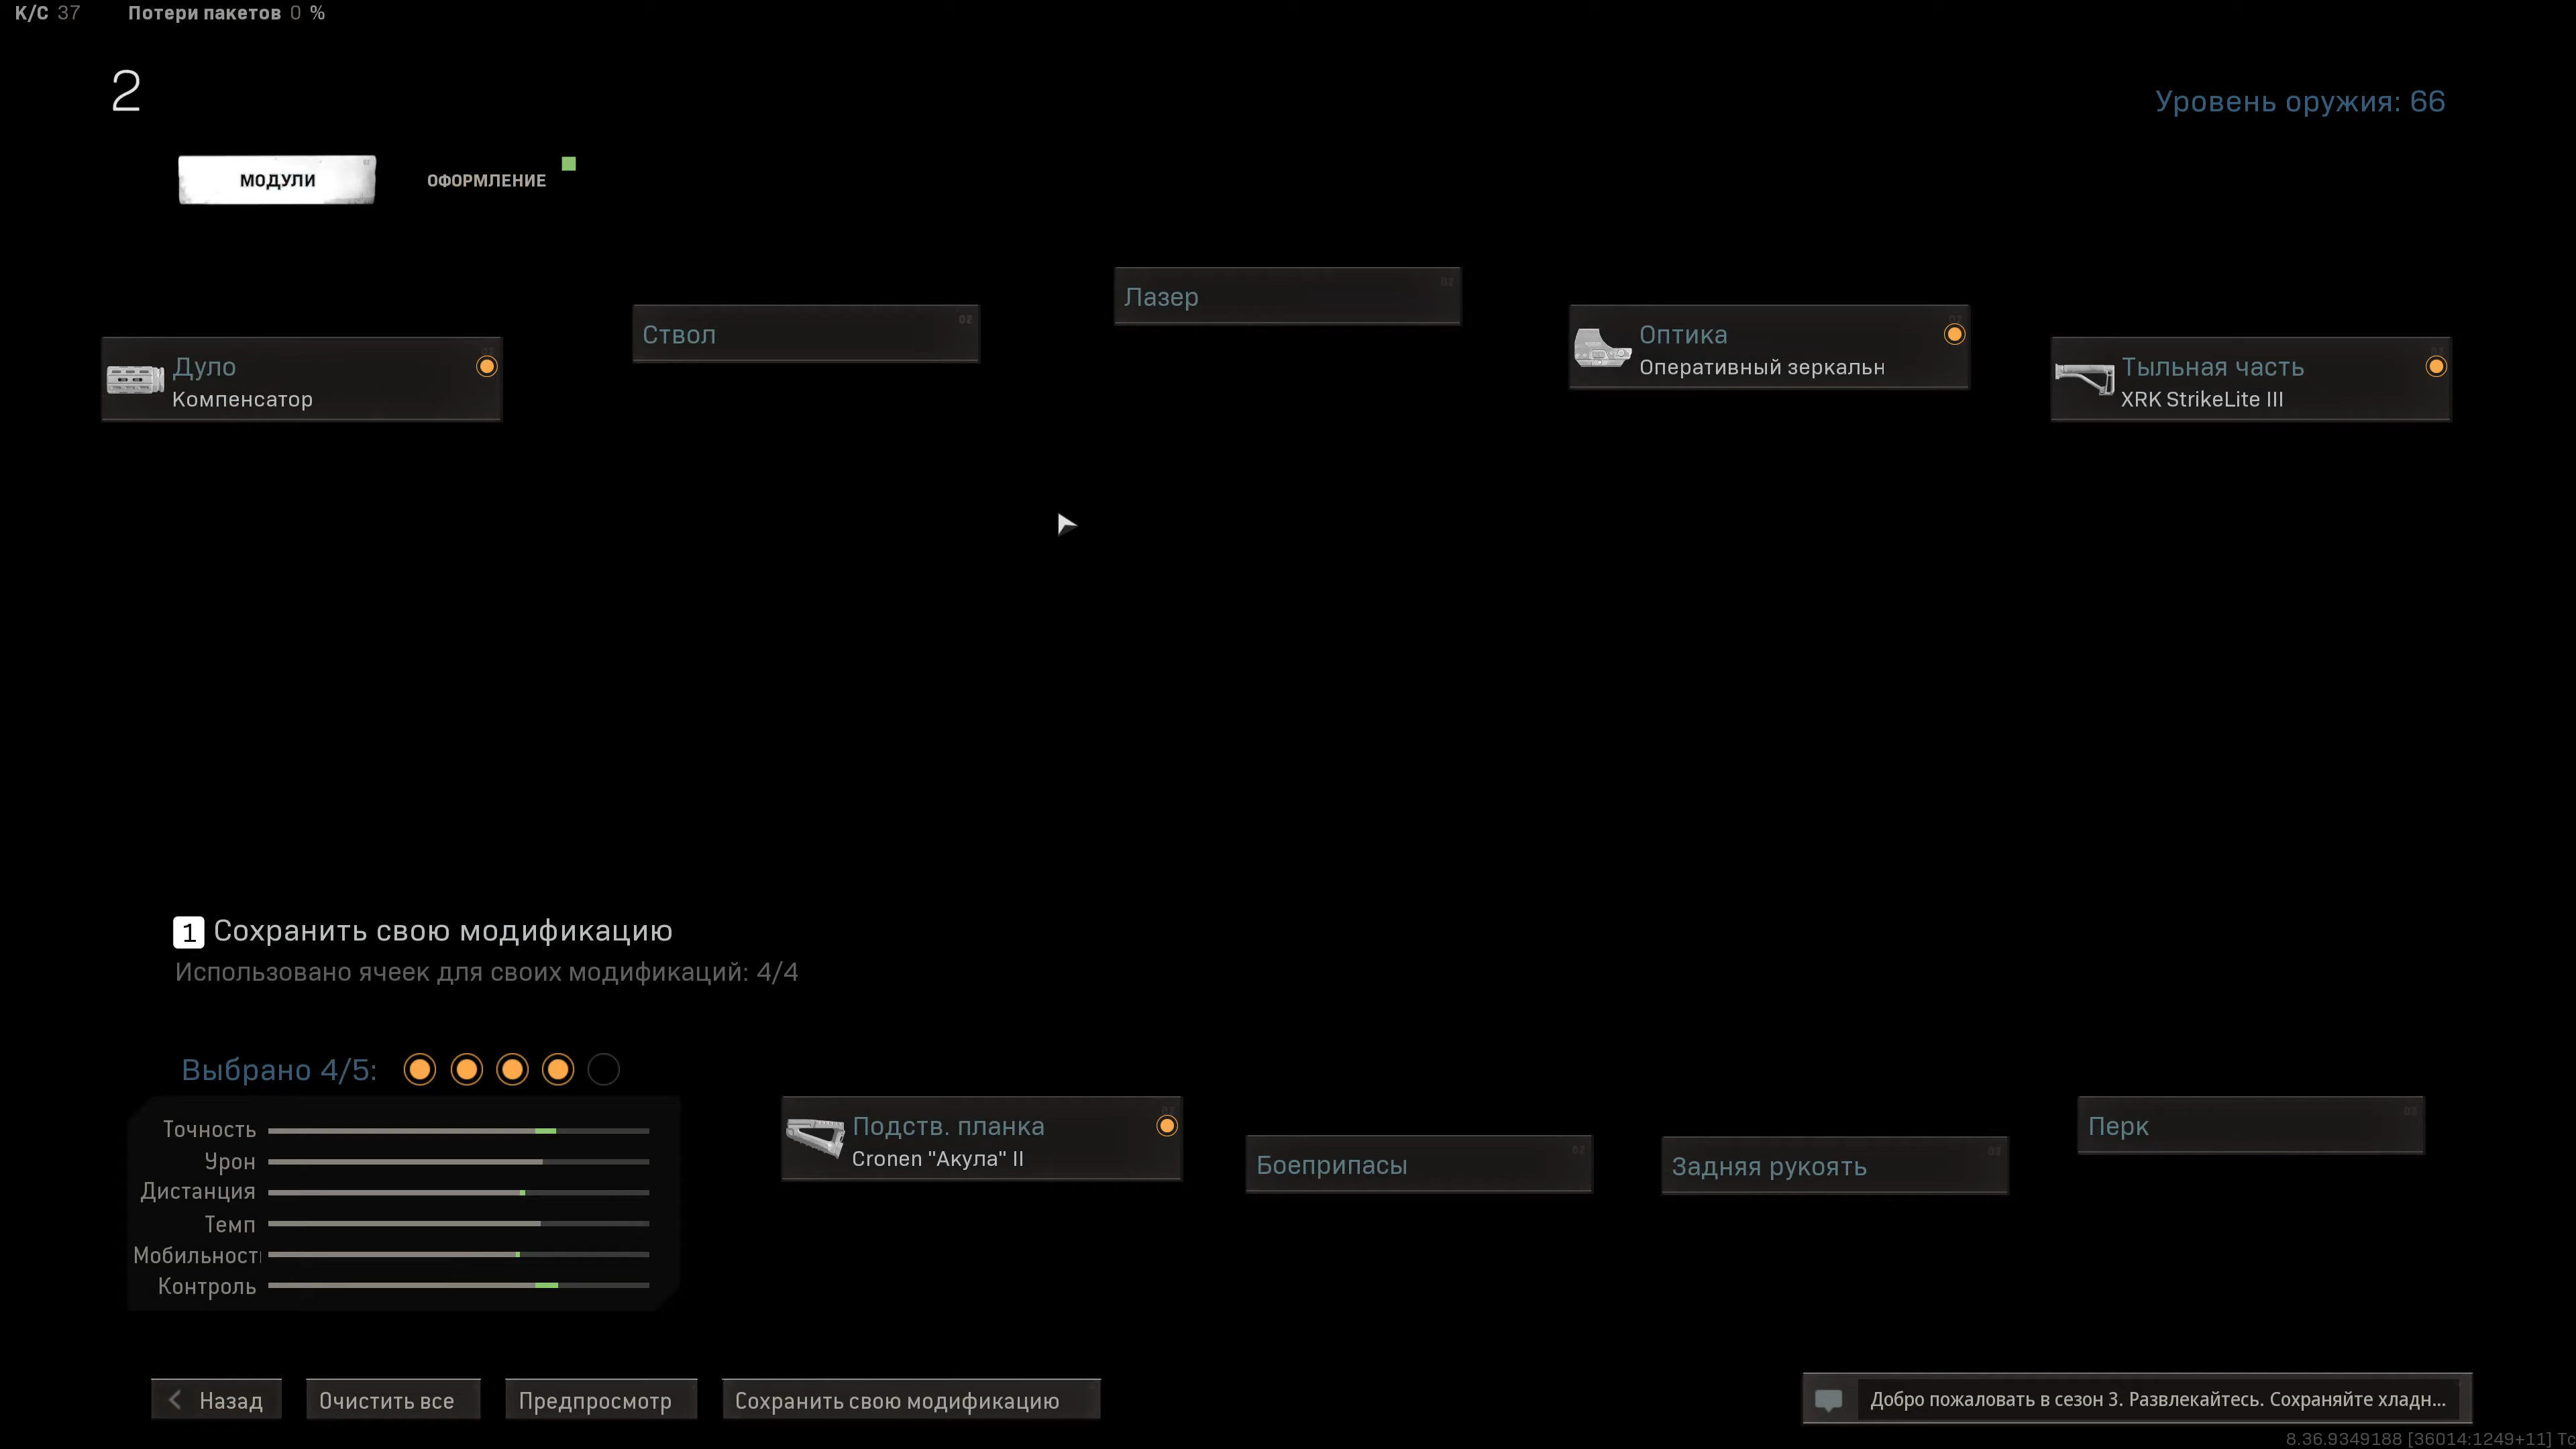 К/С 37 Потери пакетов 0 %
2
Уровень оружия: 66
МОДУЛИ
ОФОРМЛЕНИЕ
Лазер
Ствол
Оптика
Оперативный зеркальн
Дуло
Компенсатор
Тыльная часть
XRK StrikeLite III
1 Сохранить свою модификацию
Использовано ячеек для своих модификаций: 4/4
Выбрано 4/5:
Точность
Урон
Дистанция
Темп
Мобильност
Контроль
Подств. планка
Cronen "Акула" II
Боеприпасы
Задняя рукоять
Перк
Назад
Очистить все
Предпросмотр
Сохранить свою модификацию
Добро пожаловать в сезон 3. Развлекайтесь. Сохраняйте хладн...
8.36.9349188 [36014:1249+11] Tc